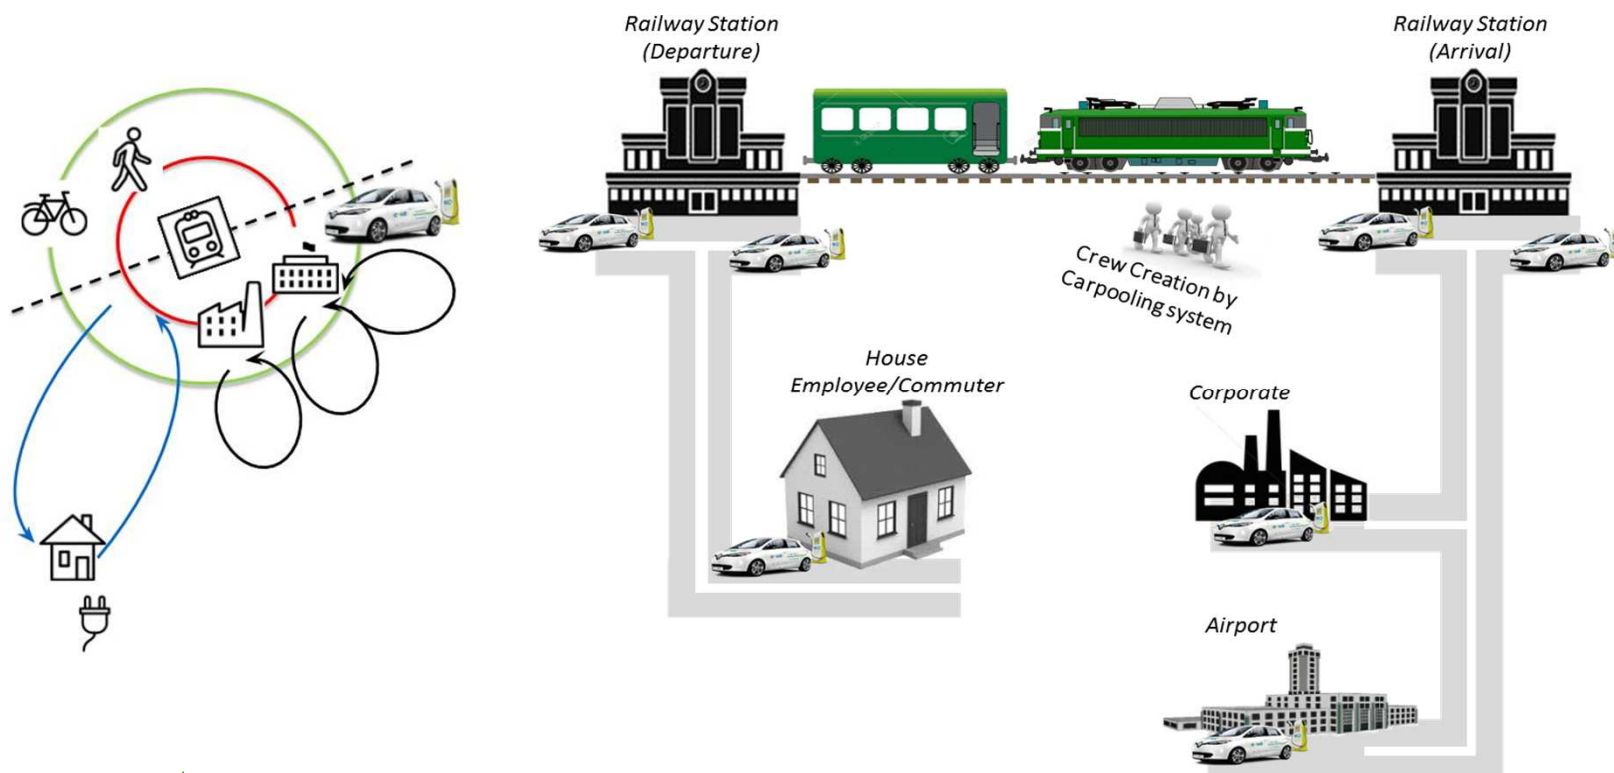 Railway Station
(Departure)
Railway Station
(Arrival)
Crew Creation by
Carpooling system
House
Employee/Commuter
Corporate
Airport